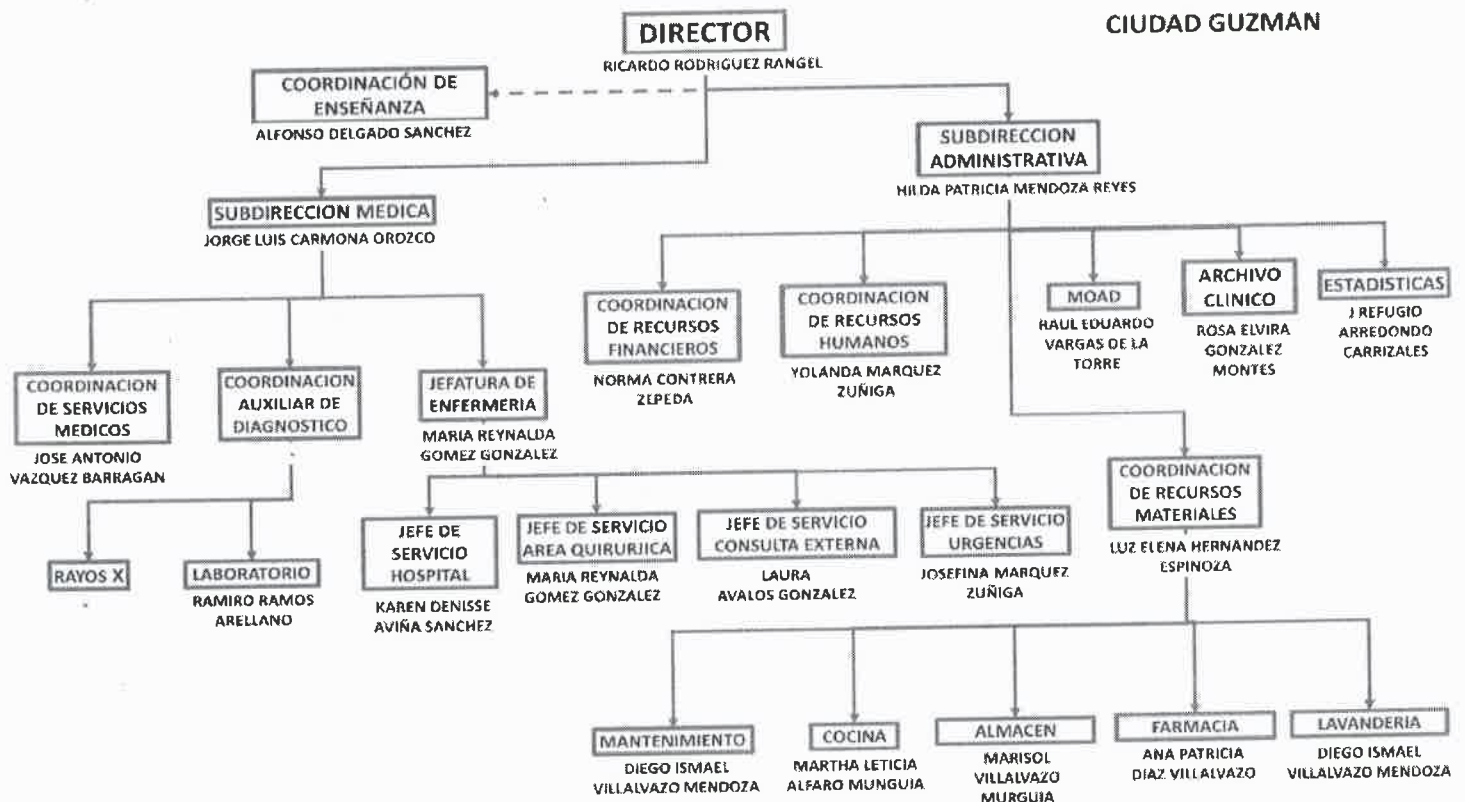 CIUDAD GUZMAN
DIRECTOR
RICARDO RODRIGUEZ RANGEL
COORDINACIÓN DE
ENSEÑANZA
ALFONSO DELGADO SANCHEZ
SUBDIRECCION
ADMINISTRATIVA
HILDA PATRICIA MENDOZA REYES
SUBDIRECCION MEDICA
JORGE LUIS CARMONA OROZCO
COORDINACION
DE RECURSOS
FINANCIEROS
NORMA CONTRERA
ZEPEDA
COORDINACION
DE RECURSOS
HUMANOS
YOLANDA MARQUEZ
ZUÑIGA
MOAD
RAUL EDUARDO
VARGAS DE LA
TORRE
ARCHIVO
CLINICO
ROSA ELVIRA
GONZALEZ
MONTES
ESTADISTICAS
J REFUGIO
ARREDONDO
CARRIZALES
COORDINACION
DE SERVICIOS
MEDICOS
JOSE ANTONIO
VAZQUEZ BARRAGAN
COORDINACION
AUXILIAR DE
DIAGNOSTICO
JEFATURA DE
ENFERMERIA
MARIA REYNALDA
GOMEZ GONZALEZ
COORDINACION
DE RECURSOS
MATERIALES
LUZ ELENA HERNANDEZ
ESPINOZA
RAYOS X
LABORATORIO
RAMIRO RAMOS
ARELLANO
JEFE DE
SERVICIO
HOSPITAL
KAREN DENISSE
AVIÑA SANCHEZ
JEFE DE SERVICIO
AREA QUIRURJICA
MARIA REYNALDA
GOMEZ GONZALEZ
JEFE DE SERVICIO
CONSULTA EXTERNA
LAURA
AVALOS GONZALEZ
JEFE DE SERVICIO
URGENCIAS
JOSEFINA MARQUEZ
ZUÑIGA
MANTENIMIENTO
DIEGO ISMAEL
VILLALVAZO MENDOZA
COCINA
MARTHA LETICIA
ALFARO MUNGUIA
ALMACEN
MARISOL
VILLALVAZO
MURGUIA
FARMACIA
ANA PATRICIA
DIAZ VILLALVAZO
LAVANDERIA
DIEGO ISMAEL
VILLALVAZO MENDOZA